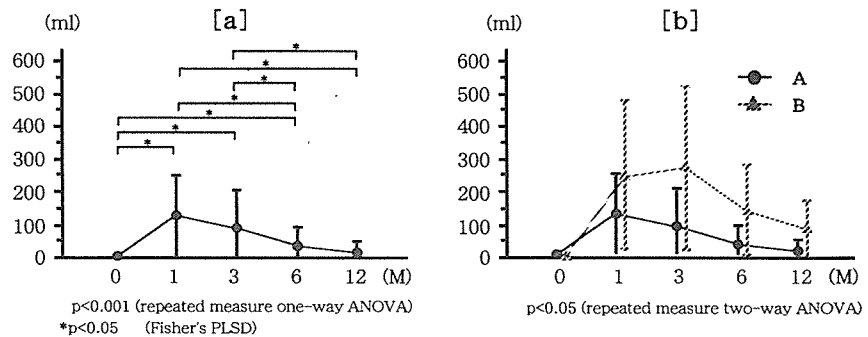 [a]
(ml)
600
500
400
300
200
100
0
*
*
*
*
*
*
*
0 1 3 6 12 (M)
p<0.001 (repeated measure one-way ANOVA)
*p<0.05 (Fisher's PLSD)
[b]
(ml)
600
500
400
300
200
100
0
A
B
0 1 3 6 12 (M)
p<0.05 (repeated measure two-way ANOVA)